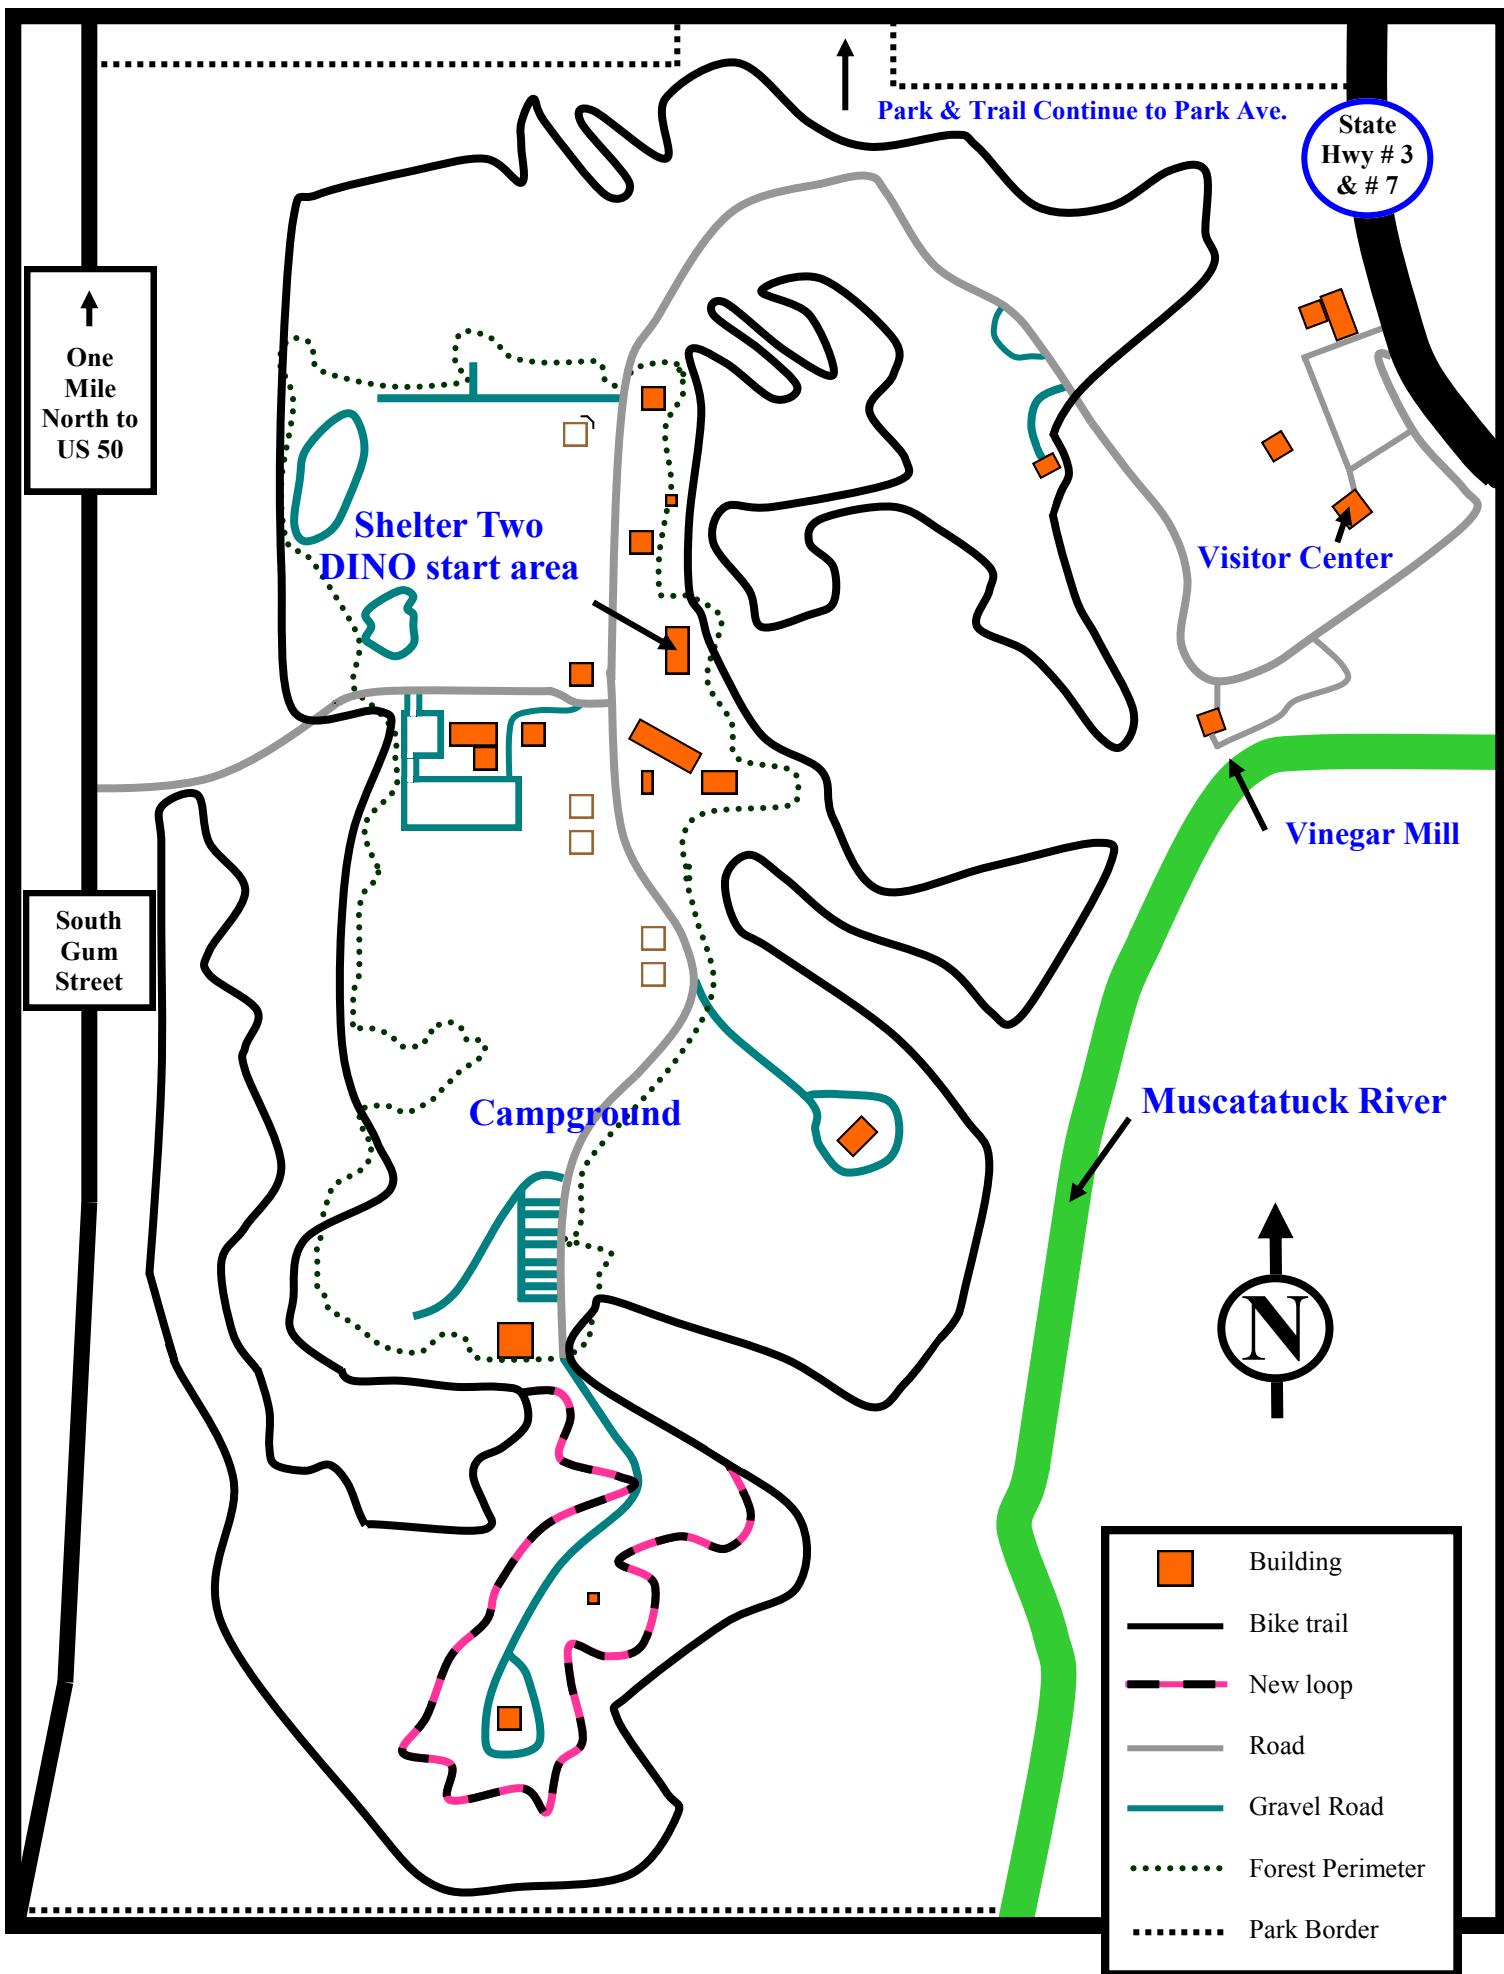 Park & Trail Continue to Park Ave.
State
Hwy # 3
& # 7
One
Mile
North to
US 50
Shelter Two
DINO start area
Visitor Center
Vinegar Mill
South
Gum
Street
Campground
Muscatatuck River
N
Building
Bike trail
New loop
Road
Gravel Road
Forest Perimeter
Park Border